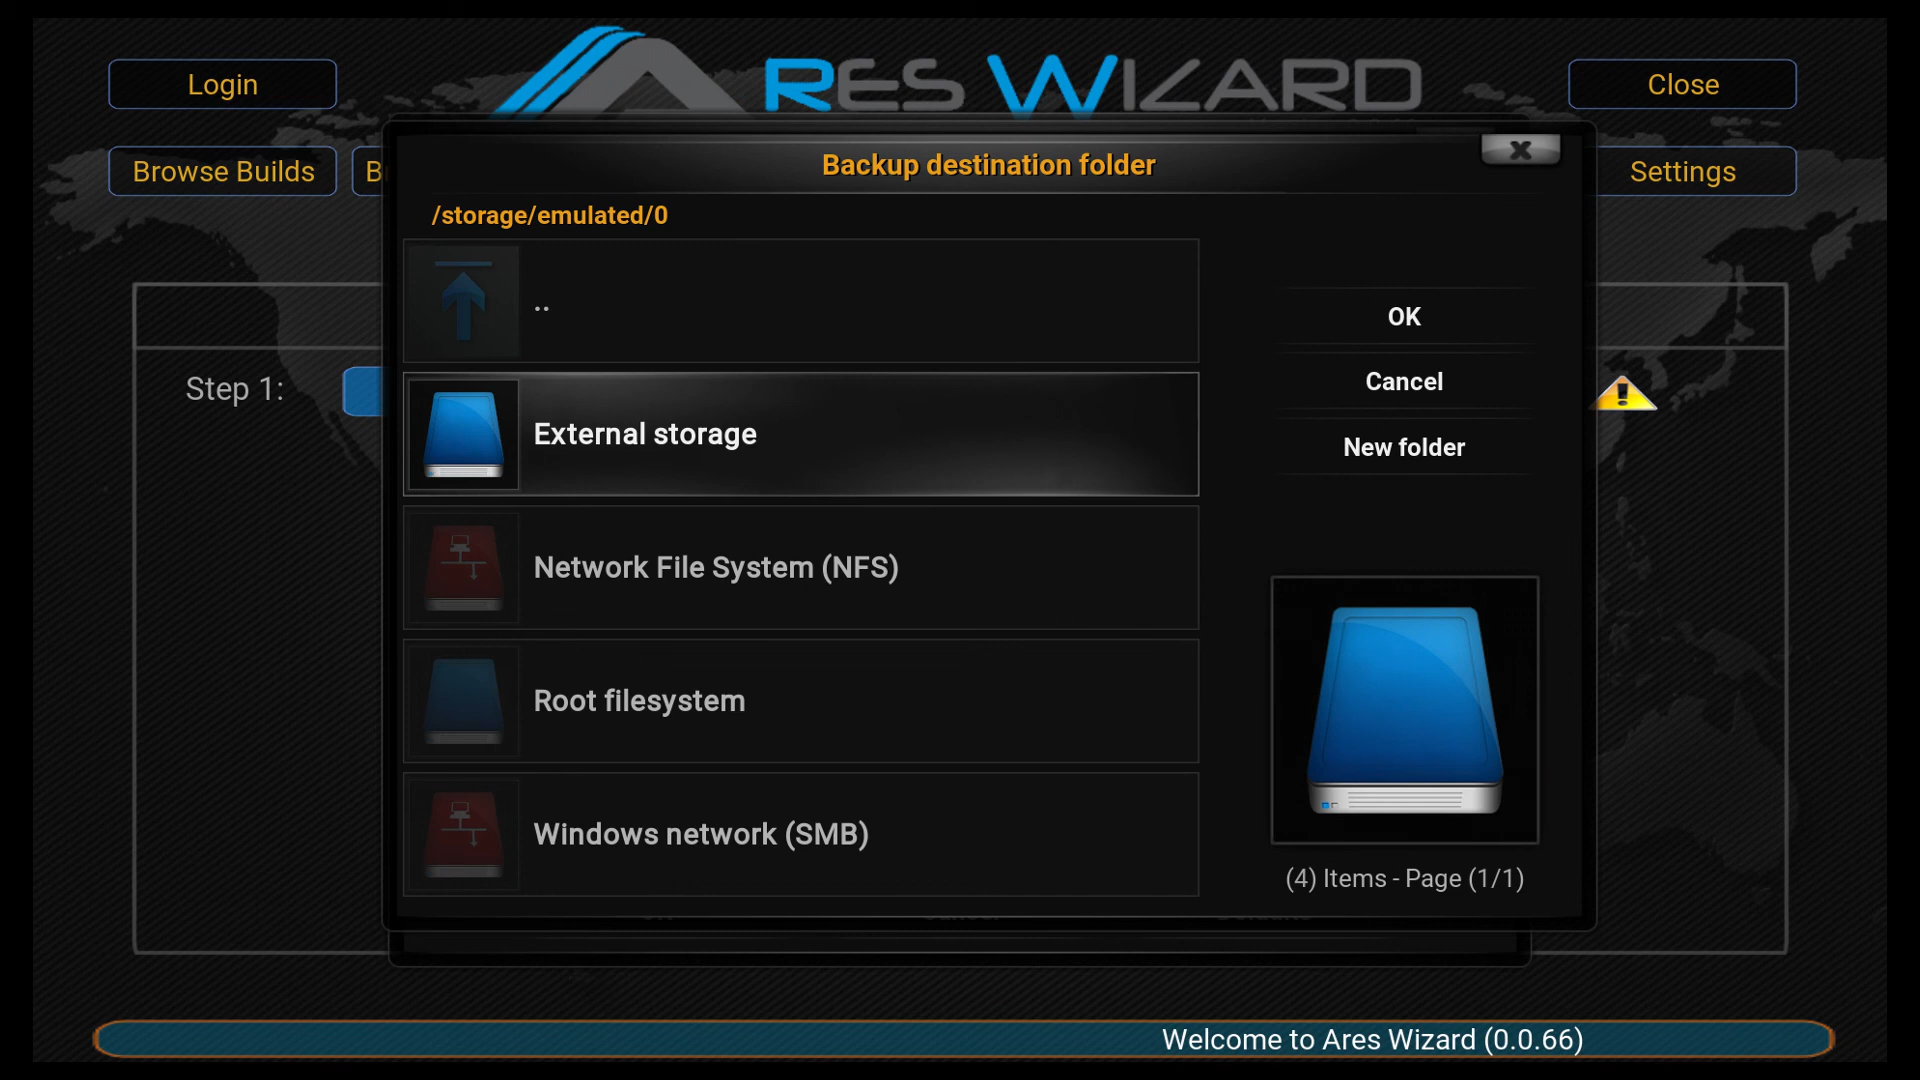 Login
ARES WIZARD
Close
Browse Builds
B
Settings
Backup destination folder
/storage/emulated/0
..
OK
Step 1:
Cancel
External storage
New folder
Network File System (NFS)
Root filesystem
Windows network (SMB)
(4) Items - Page (1/1)
Welcome to Ares Wizard (0.0.66)